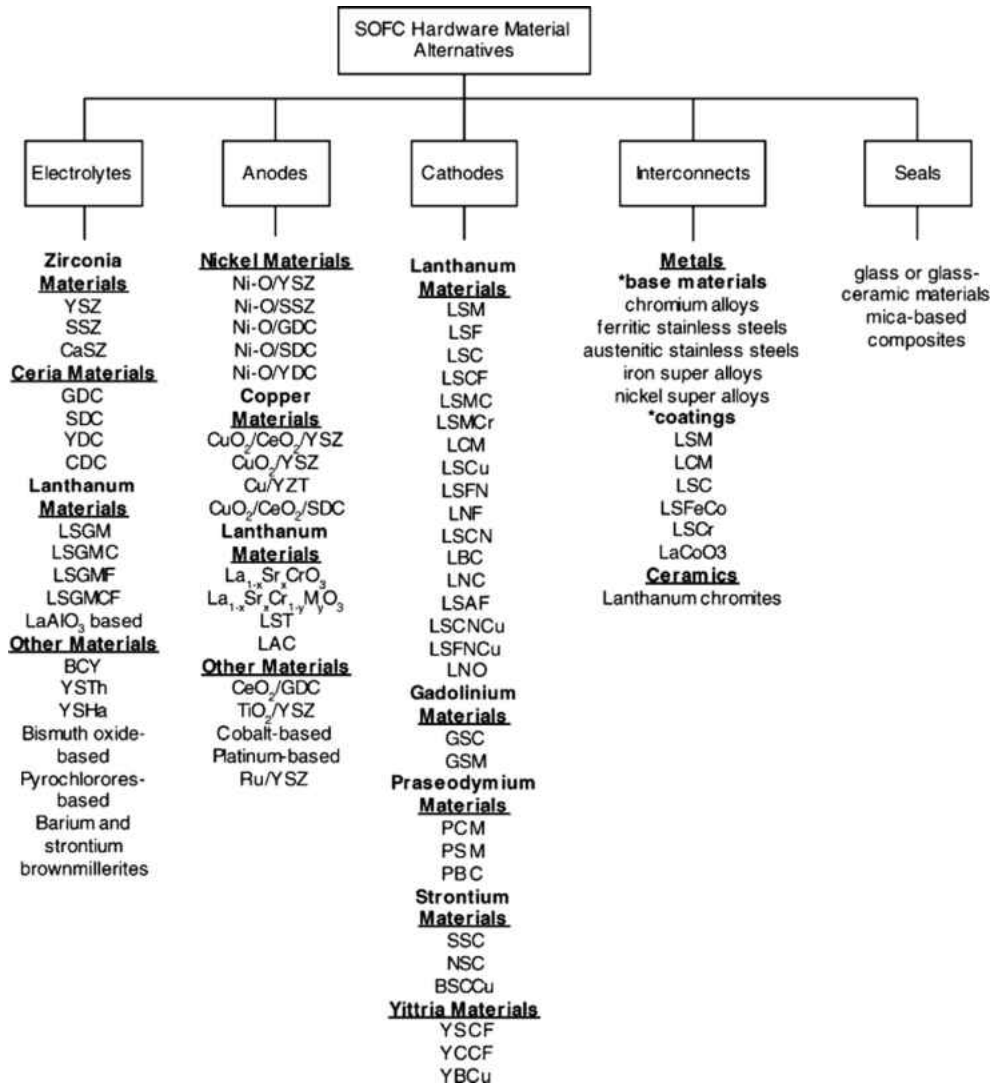 SOFC Hardware Material
Alternatives
Electrolytes
Anodes
Cathodes
Interconnects
Seals
Zirconia
Materials
YSZ
SSZ
CaSZ
Ceria Materials
GDC
SDC
YDC
CDC
Lanthanum
Materials
LSGM
LSGMC
LSGMF
LSGMCF
LaAlO₃ based
Other Materials
BCY
YSTh
YSHa
Bismuth oxide-
based
Pyrochlorores-
based
Barium and
strontium
brownmillerites
Nickel Materials
Ni-O/YSZ
Ni-O/SSZ
Ni-O/GDC
Ni-O/SDC
Ni-O/YDC
Copper
Materials
CuO₂/CeO₂/YSZ
CuO₂/YSZ
Cu/YZT
CuO₂/CeO₂/SDC
Lanthanum
Materials
La₁₋ₓSrₓCrO₃
La₁₋ₓSrₓCr₁₋yMyO₃
LST
LAC
Other Materials
CeO₂/GDC
TiO₂/YSZ
Cobalt-based
Platinum-based
Ru/YSZ
Lanthanum
Materials
LSM
LSF
LSC
LSCF
LSMC
LSMCr
LCM
LSCu
LSFN
LNF
LSCN
LBC
LNC
LSAF
LSCNCu
LSFNCu
LNO
Gadolinium
Materials
GSC
GSM
Praseodymium
Materials
PCM
PSM
PBC
Strontium
Materials
SSC
NSC
BSCCu
Yittria Materials
YSCF
YCCF
YBCu
Metals
*base materials
chromium alloys
ferritic stainless steels
austenitic stainless steels
iron super alloys
nickel super alloys
*coatings
LSM
LCM
LSC
LSFeCo
LSCr
LaCoO3
Ceramics
Lanthanum chromites
glass or glass-
ceramic materials
mica-based
composites